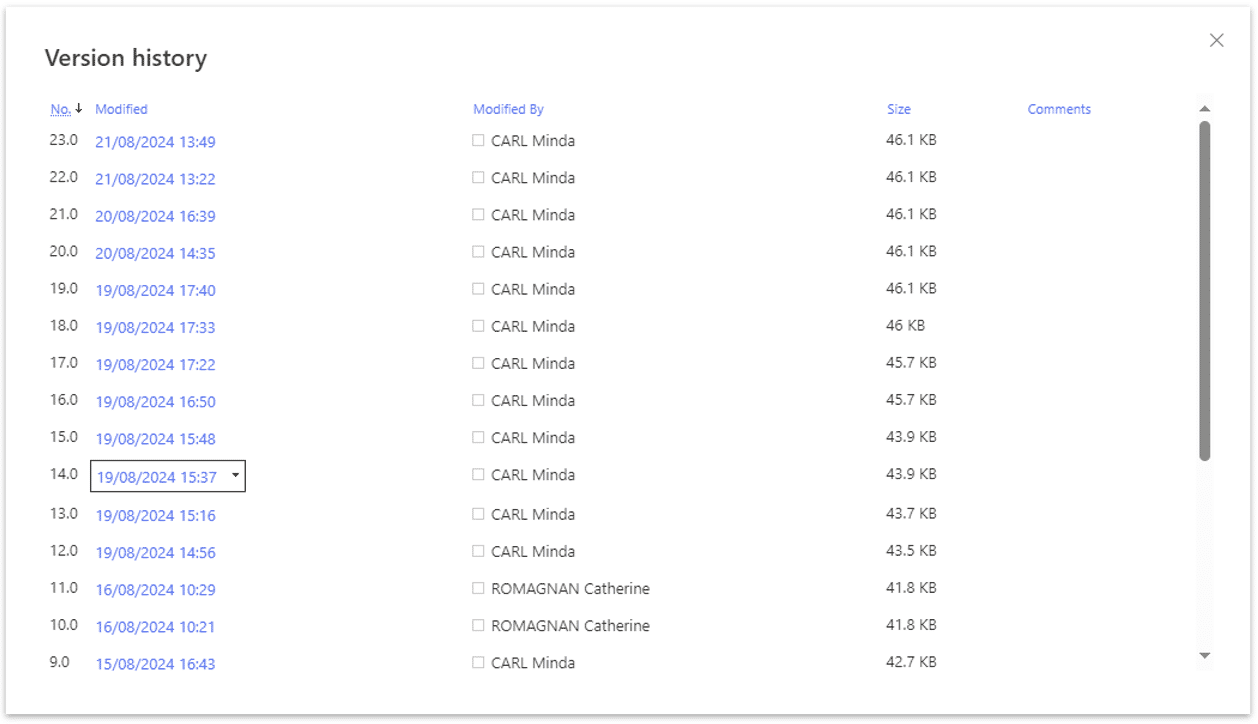 Version history
No. Modified Modified By Size Comments
23.0 21/08/2024 13:49 CARL Minda 46.1 KB
22.0 21/08/2024 13:22 CARL Minda 46.1 KB
21.0 20/08/2024 16:39 CARL Minda 46.1 KB
20.0 20/08/2024 14:35 CARL Minda 46.1 KB
19.0 19/08/2024 17:40 CARL Minda 46.1 KB
18.0 19/08/2024 17:33 CARL Minda 46 KB
17.0 19/08/2024 17:22 CARL Minda 45.7 KB
16.0 19/08/2024 16:50 CARL Minda 45.7 KB
15.0 19/08/2024 15:48 CARL Minda 43.9 KB
14.0 19/08/2024 15:37 CARL Minda 43.9 KB
13.0 19/08/2024 15:16 CARL Minda 43.7 KB
12.0 19/08/2024 14:56 CARL Minda 43.5 KB
11.0 16/08/2024 10:29 ROMAGNAN Catherine 41.8 KB
10.0 16/08/2024 10:21 ROMAGNAN Catherine 41.8 KB
9.0 15/08/2024 16:43 CARL Minda 42.7 KB